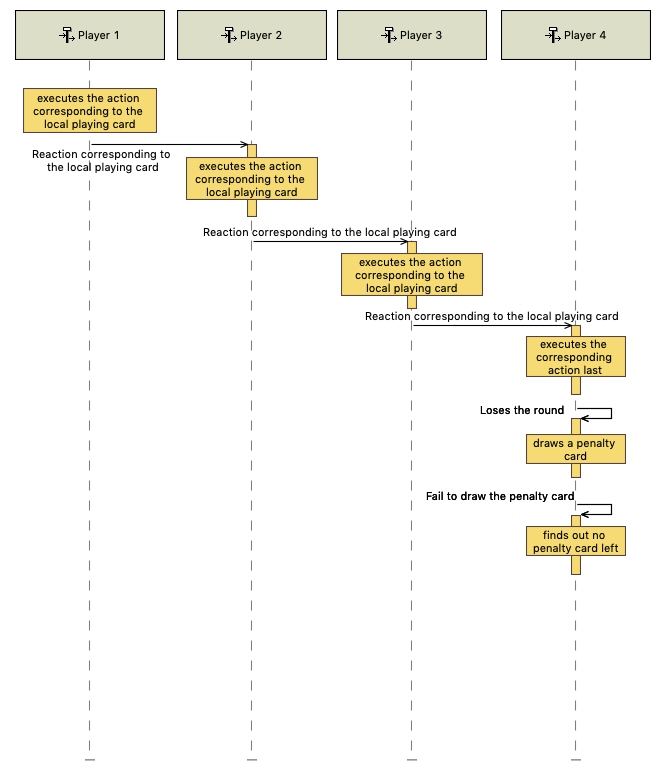 Player 1
Player 2
Player 3
Player 4
executes the action
corresponding to the
local playing card
Reaction corresponding to
the local playing card
executes the action
corresponding to the
local playing card
Reaction corresponding to the local playing card
executes the action
corresponding to the
local playing card
Reaction corresponding to the local playing card
executes the
corresponding
action last
Loses the round
draws a penalty
card
Fail to draw the penalty card
finds out no
penalty card left